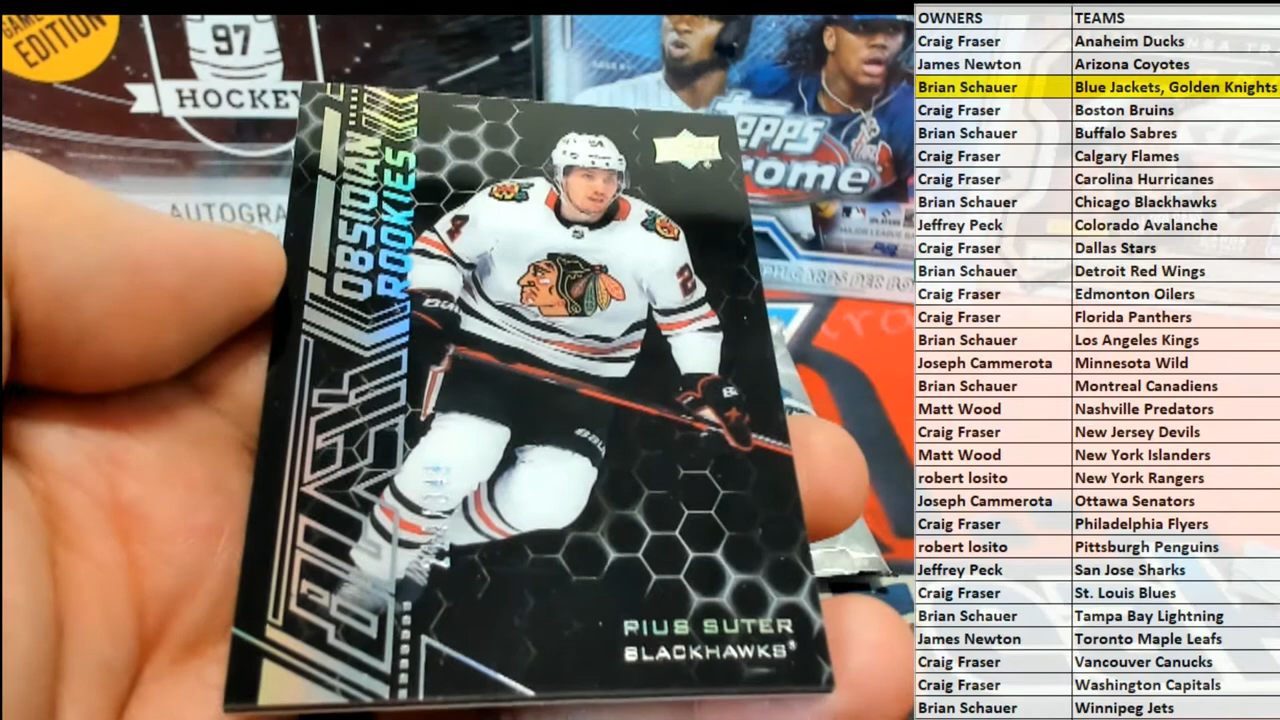 GAME
EDITION
97
HOCKEY
AUTOGRA
OBSIDIAN
ROOKIES
24
PIUS SUTER
BLACKHAWKS
Topps
Chrome
OWNERS TEAMS
Craig Fraser Anaheim Ducks
James Newton Arizona Coyotes
Brian Schauer Blue Jackets, Golden Knights
Craig Fraser Boston Bruins
Brian Schauer Buffalo Sabres
Craig Fraser Calgary Flames
Craig Fraser Carolina Hurricanes
Brian Schauer Chicago Blackhawks
Jeffrey Peck Colorado Avalanche
Craig Fraser Dallas Stars
Brian Schauer Detroit Red Wings
Craig Fraser Edmonton Oilers
Craig Fraser Florida Panthers
Brian Schauer Los Angeles Kings
Joseph Cammerota Minnesota Wild
Brian Schauer Montreal Canadiens
Matt Wood Nashville Predators
Craig Fraser New Jersey Devils
Matt Wood New York Islanders
robert losito New York Rangers
Joseph Cammerota Ottawa Senators
Craig Fraser Philadelphia Flyers
robert losito Pittsburgh Penguins
Jeffrey Peck San Jose Sharks
Craig Fraser St. Louis Blues
Brian Schauer Tampa Bay Lightning
James Newton Toronto Maple Leafs
Craig Fraser Vancouver Canucks
Craig Fraser Washington Capitals
Brian Schauer Winnipeg Jets